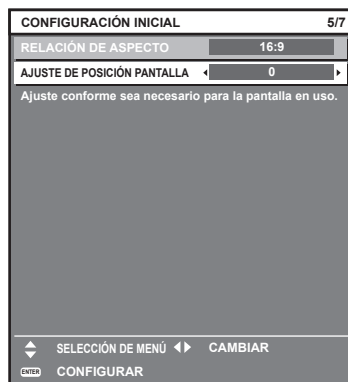 CONFIGURACIÓN INICIAL 5/7
RELACIÓN DE ASPECTO 16:9
AJUSTE DE POSICIÓN PANTALLA 0
Ajuste conforme sea necesario para la pantalla en uso.
SELECCIÓN DE MENÚ CAMBIAR
ENTER CONFIGURAR